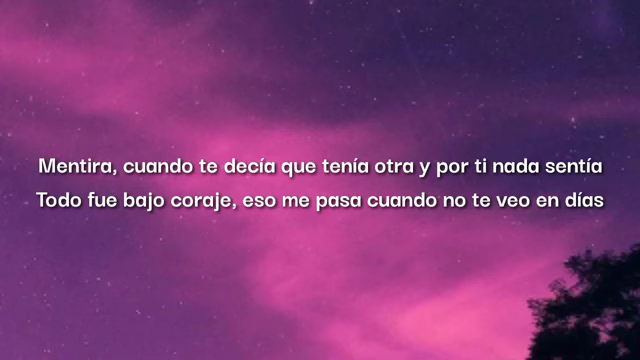 Mentira, cuando te decía que tenía otra y por ti nada sentía
Todo fue bajo coraje, eso me pasa cuando no te veo en días